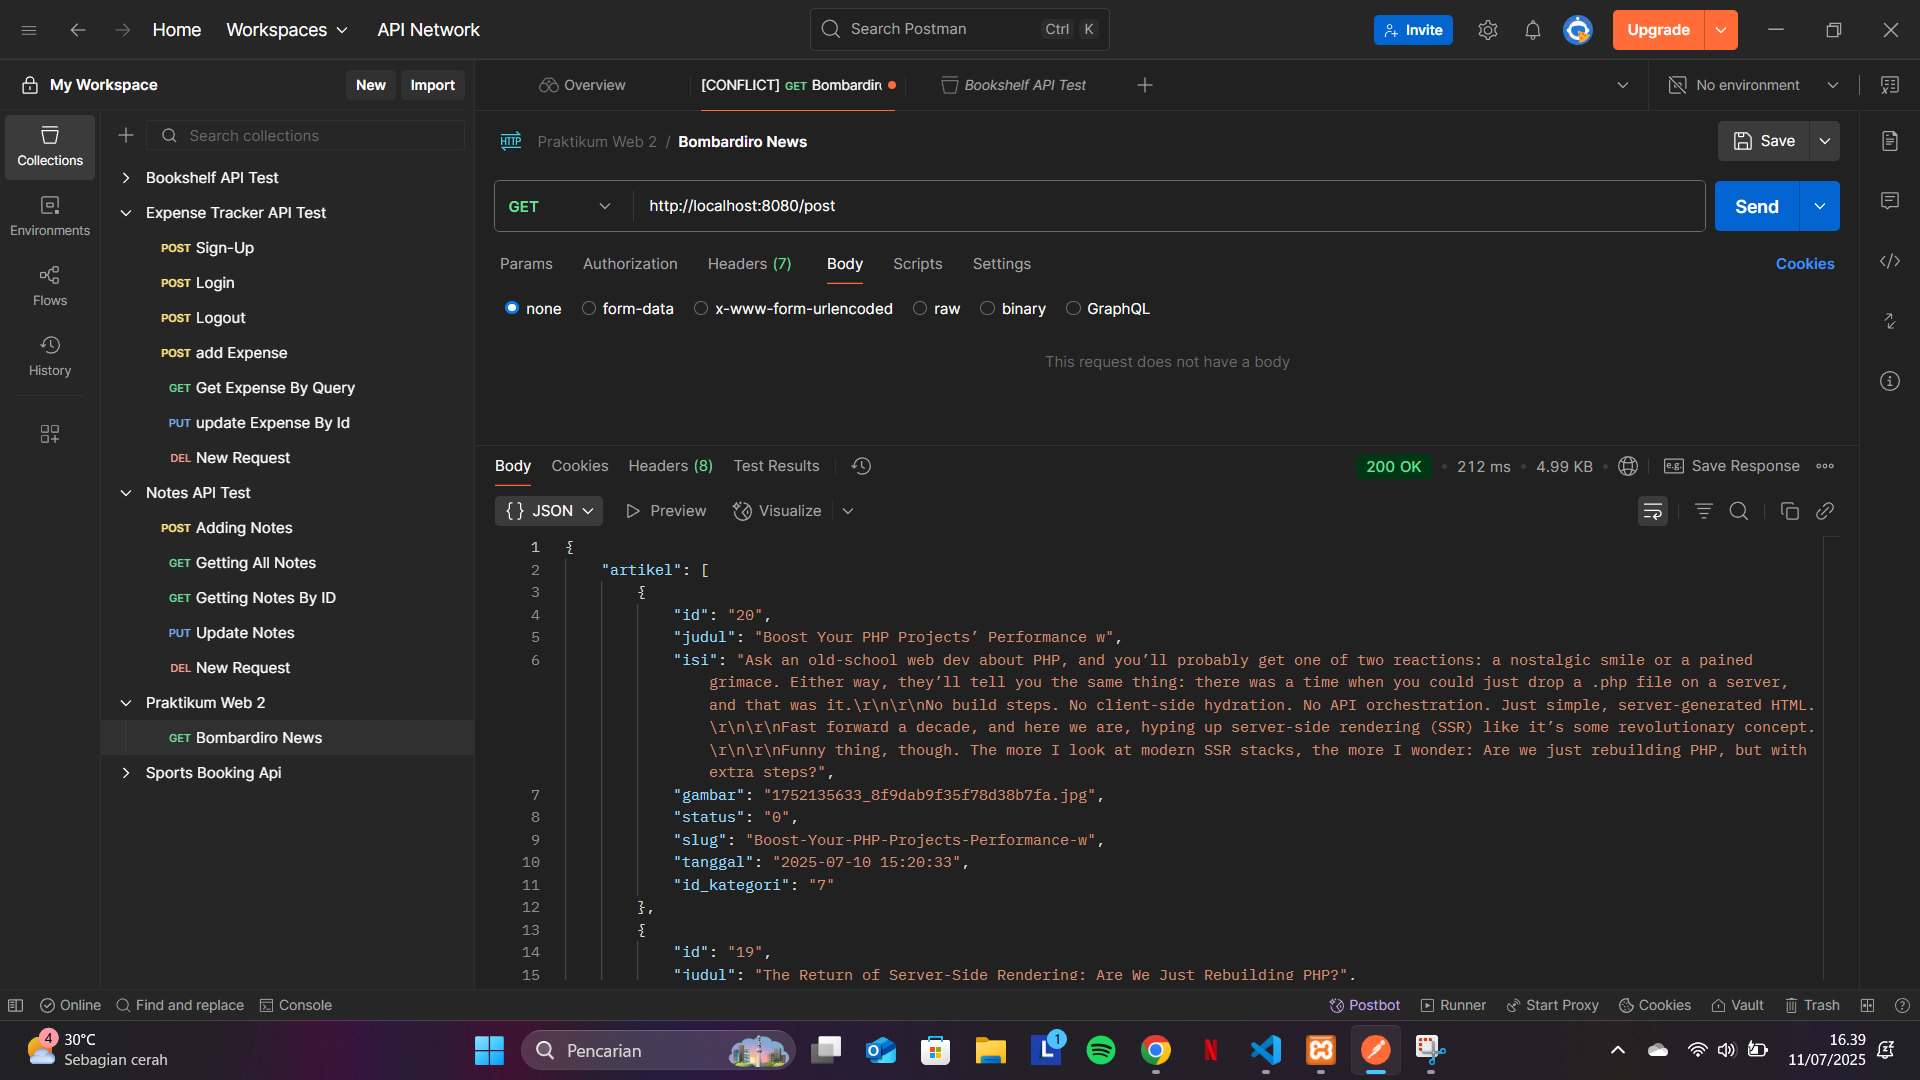 Home
Workspaces
API Network
Search Postman
Ctrl K
Invite
Upgrade
My Workspace
New
Import
Overview
[CONFLICT] GET Bombardir
Bookshelf API Test
No environment
Collections
Environments
Flows
History
Search collections
Bookshelf API Test
Expense Tracker API Test
POST Sign-Up
POST Login
POST Logout
POST add Expense
GET Get Expense By Query
PUT update Expense By Id
DEL New Request
Notes API Test
POST Adding Notes
GET Getting All Notes
GET Getting Notes By ID
PUT Update Notes
DEL New Request
Praktikum Web 2
GET Bombardiro News
Sports Booking Api
HTTP Praktikum Web 2 / Bombardiro News
Save
GET http://localhost:8080/post
Send
Params Authorization Headers (7) Body Scripts Settings
Cookies
none form-data x-www-form-urlencoded raw binary GraphQL
This request does not have a body
Body Cookies Headers (8) Test Results
200 OK • 212 ms • 4.99 KB
e.g. Save Response
{} JSON Preview Visualize
1 {
2 "artikel": [
3 {
4 "id": "20",
5 "judul": "Boost Your PHP Projects’ Performance w",
6 "isi": "Ask an old-school web dev about PHP, and you’ll probably get one of two reactions: a nostalgic smile or a pained
grimace. Either way, they’ll tell you the same thing: there was a time when you could just drop a .php file on a server,
and that was it.\r\n\r\nNo build steps. No client-side hydration. No API orchestration. Just simple, server-generated HTML.
\r\n\r\nFast forward a decade, and here we are, hyping up server-side rendering (SSR) like it’s some revolutionary concept.
\r\n\r\nFunny thing, though. The more I look at modern SSR stacks, the more I wonder: Are we just rebuilding PHP, but with
extra steps?",
7 "gambar": "1752135633_8f9dab9f35f78d38b7fa.jpg",
8 "status": "0",
9 "slug": "Boost-Your-PHP-Projects-Performance-w",
10 "tanggal": "2025-07-10 15:20:33",
11 "id_kategori": "7"
12 },
13 {
14 "id": "19",
15 "judul": "The Return of Server-Side Rendering: Are We Just Rebuilding PHP?",
Online
Find and replace
Console
Postbot
Runner
Start Proxy
Cookies
Vault
Trash
4
30°C
Sebagian cerah
Pencarian
L 1
N
16.39
11/07/2025